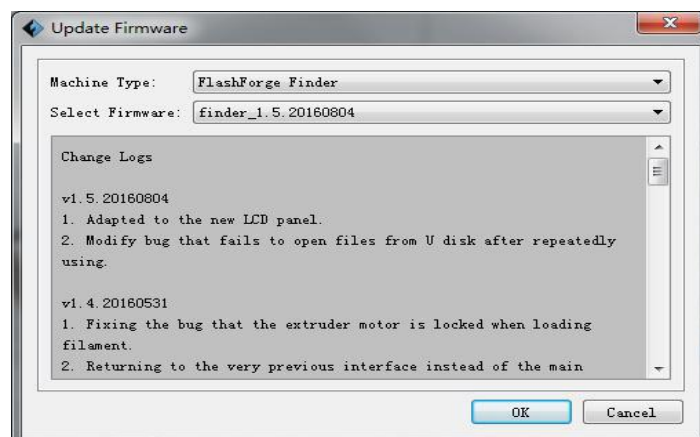 Update Firmware
Machine Type: FlashForge Finder
Select Firmware: finder_1.5.20160804
Change Logs
v1.5.20160804
1. Adapted to the new LCD panel.
2. Modify bug that fails to open files from U disk after repeatedly
using.
v1.4.20160531
1. Fixing the bug that the extruder motor is locked when loading
filament.
2. Returning to the very previous interface instead of the main
OK Cancel